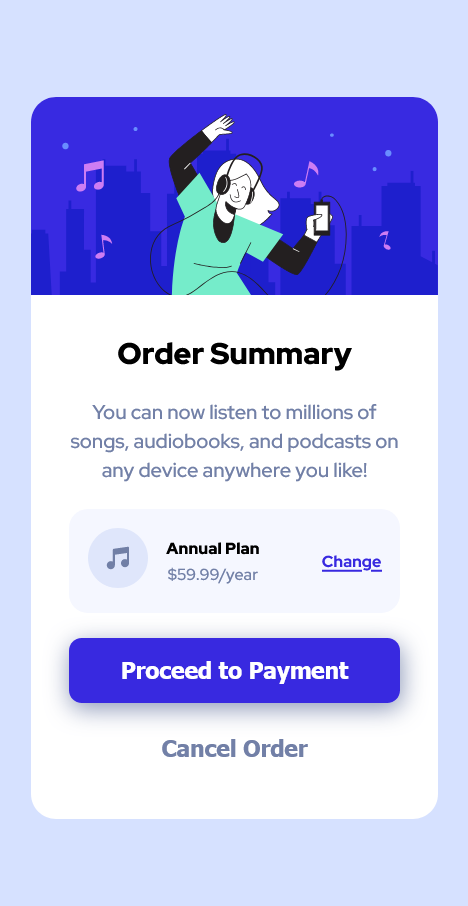 Order Summary
You can now listen to millions of
songs, audiobooks, and podcasts on
any device anywhere you like!
Annual Plan
$59.99/year
Change
Proceed to Payment
Cancel Order